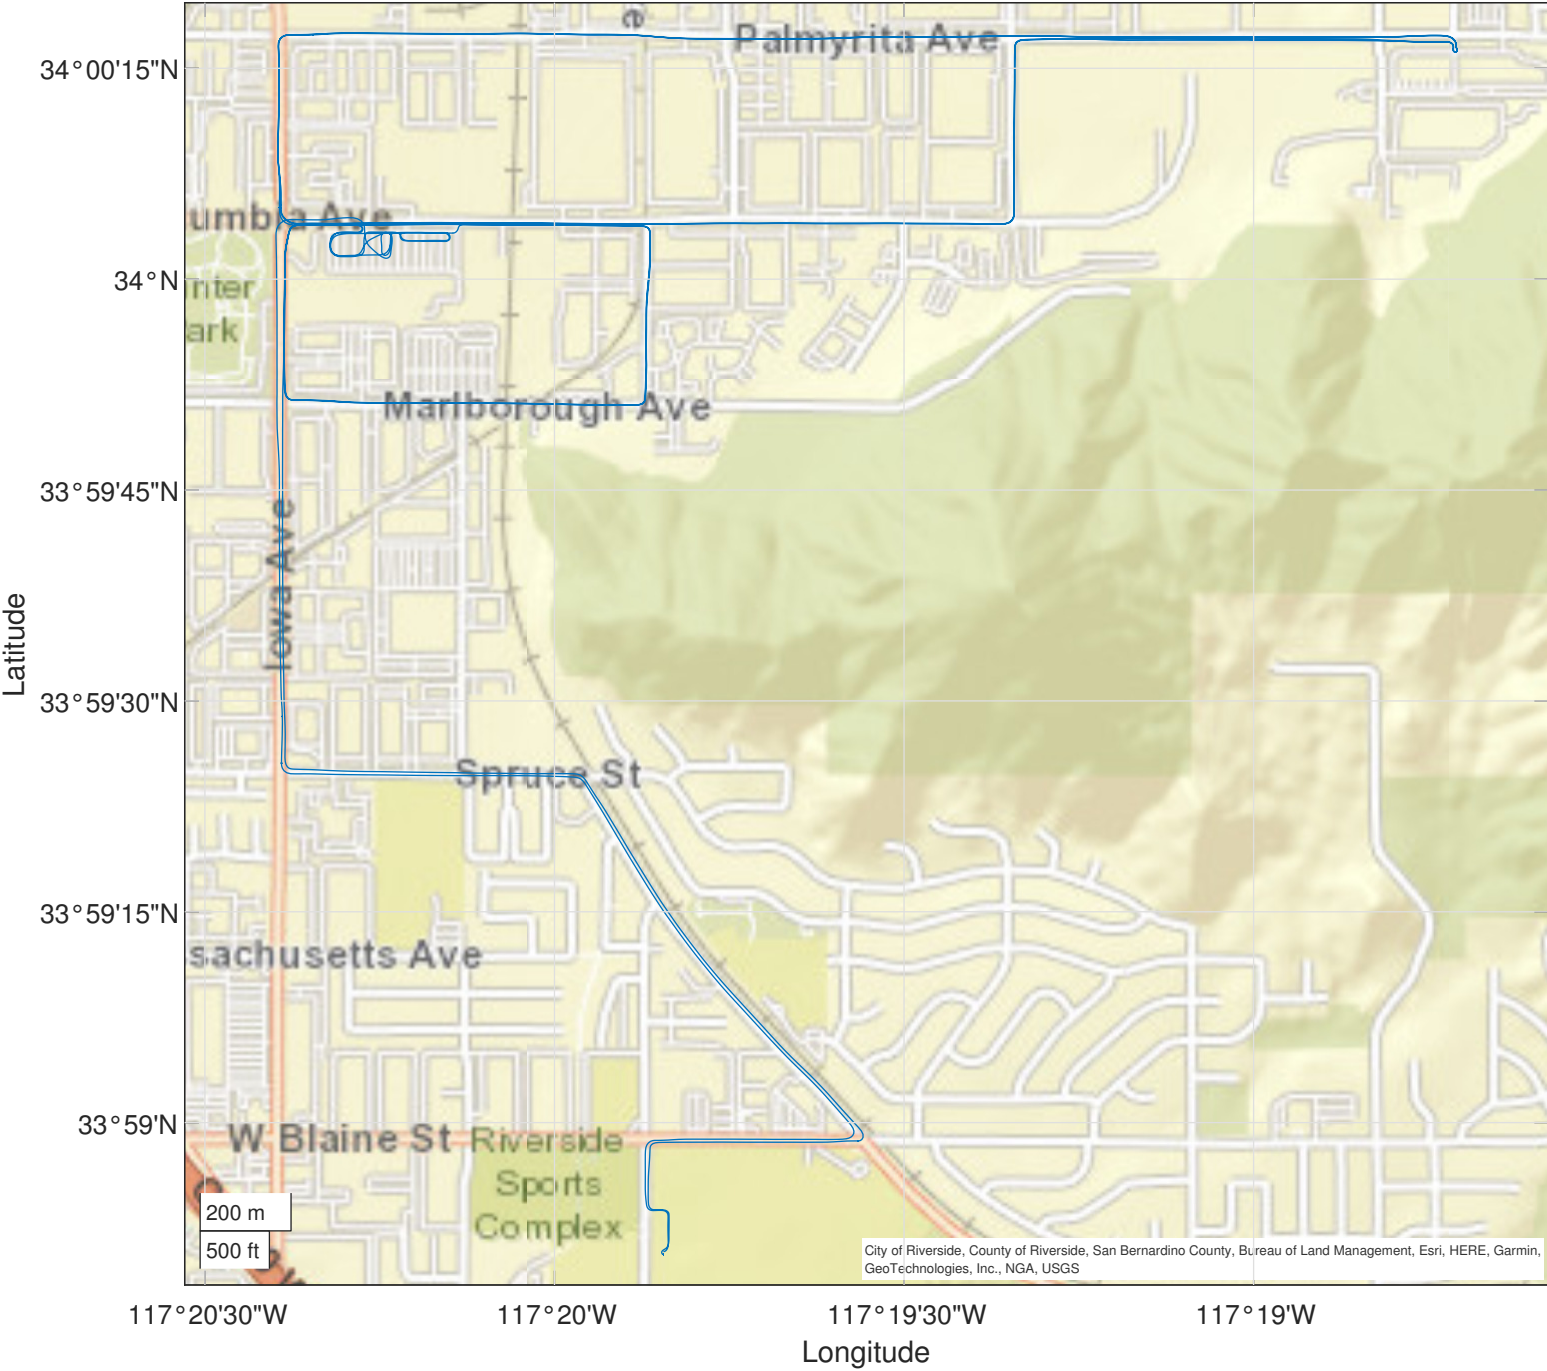 Palmyrita Ave
34°00'15"N
umbia Ave
34°N
nter
ark
Marlborough Ave
33°59'45"N
Iowa Ave
Latitude
33°59'30"N
Spruce St
33°59'15"N
sachusetts Ave
33°59'N
W Blaine St
Riverside
Sports
Complex
200 m
500 ft
City of Riverside, County of Riverside, San Bernardino County, Bureau of Land Management, Esri, HERE, Garmin,
GeoTechnologies, Inc., NGA, USGS
117°20'30"W
117°20'W
117°19'30"W
117°19'W
Longitude